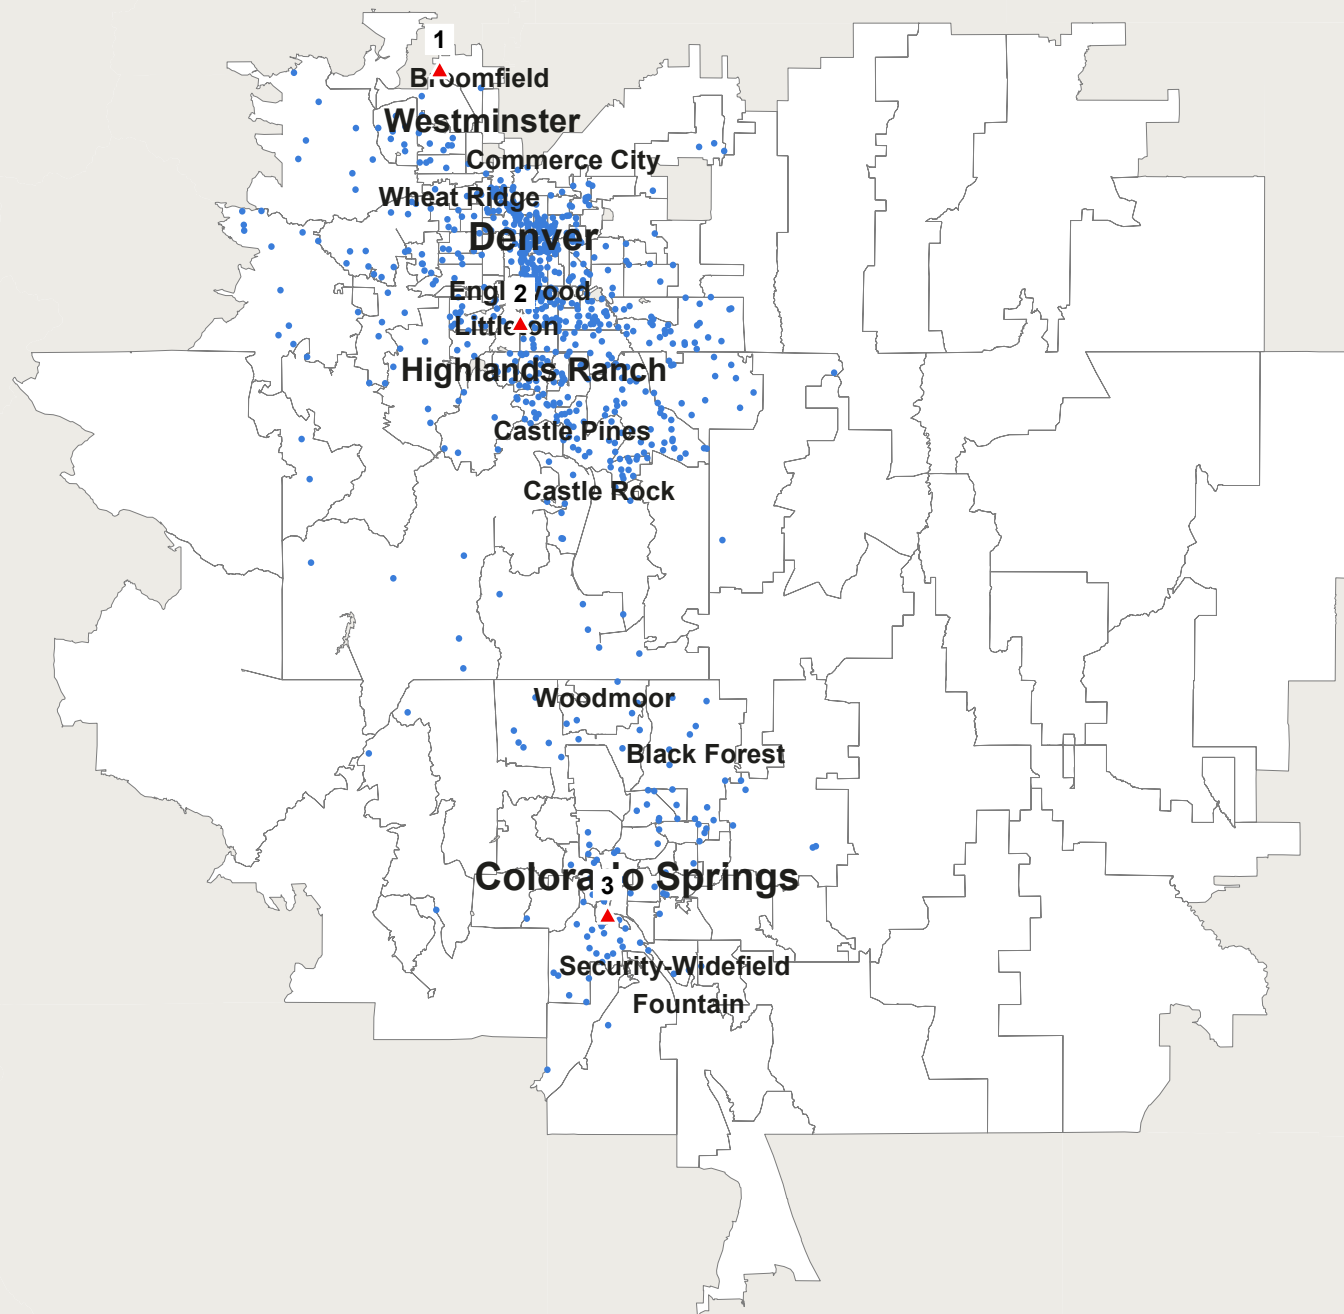 1
Broomfield
Westminster
Commerce City
Wheat Ridge
Denver
Englewood
2
Littleton
Highlands Ranch
Castle Pines
Castle Rock
Woodmoor
Black Forest
Colorado Springs
3
Security-Widefield
Fountain